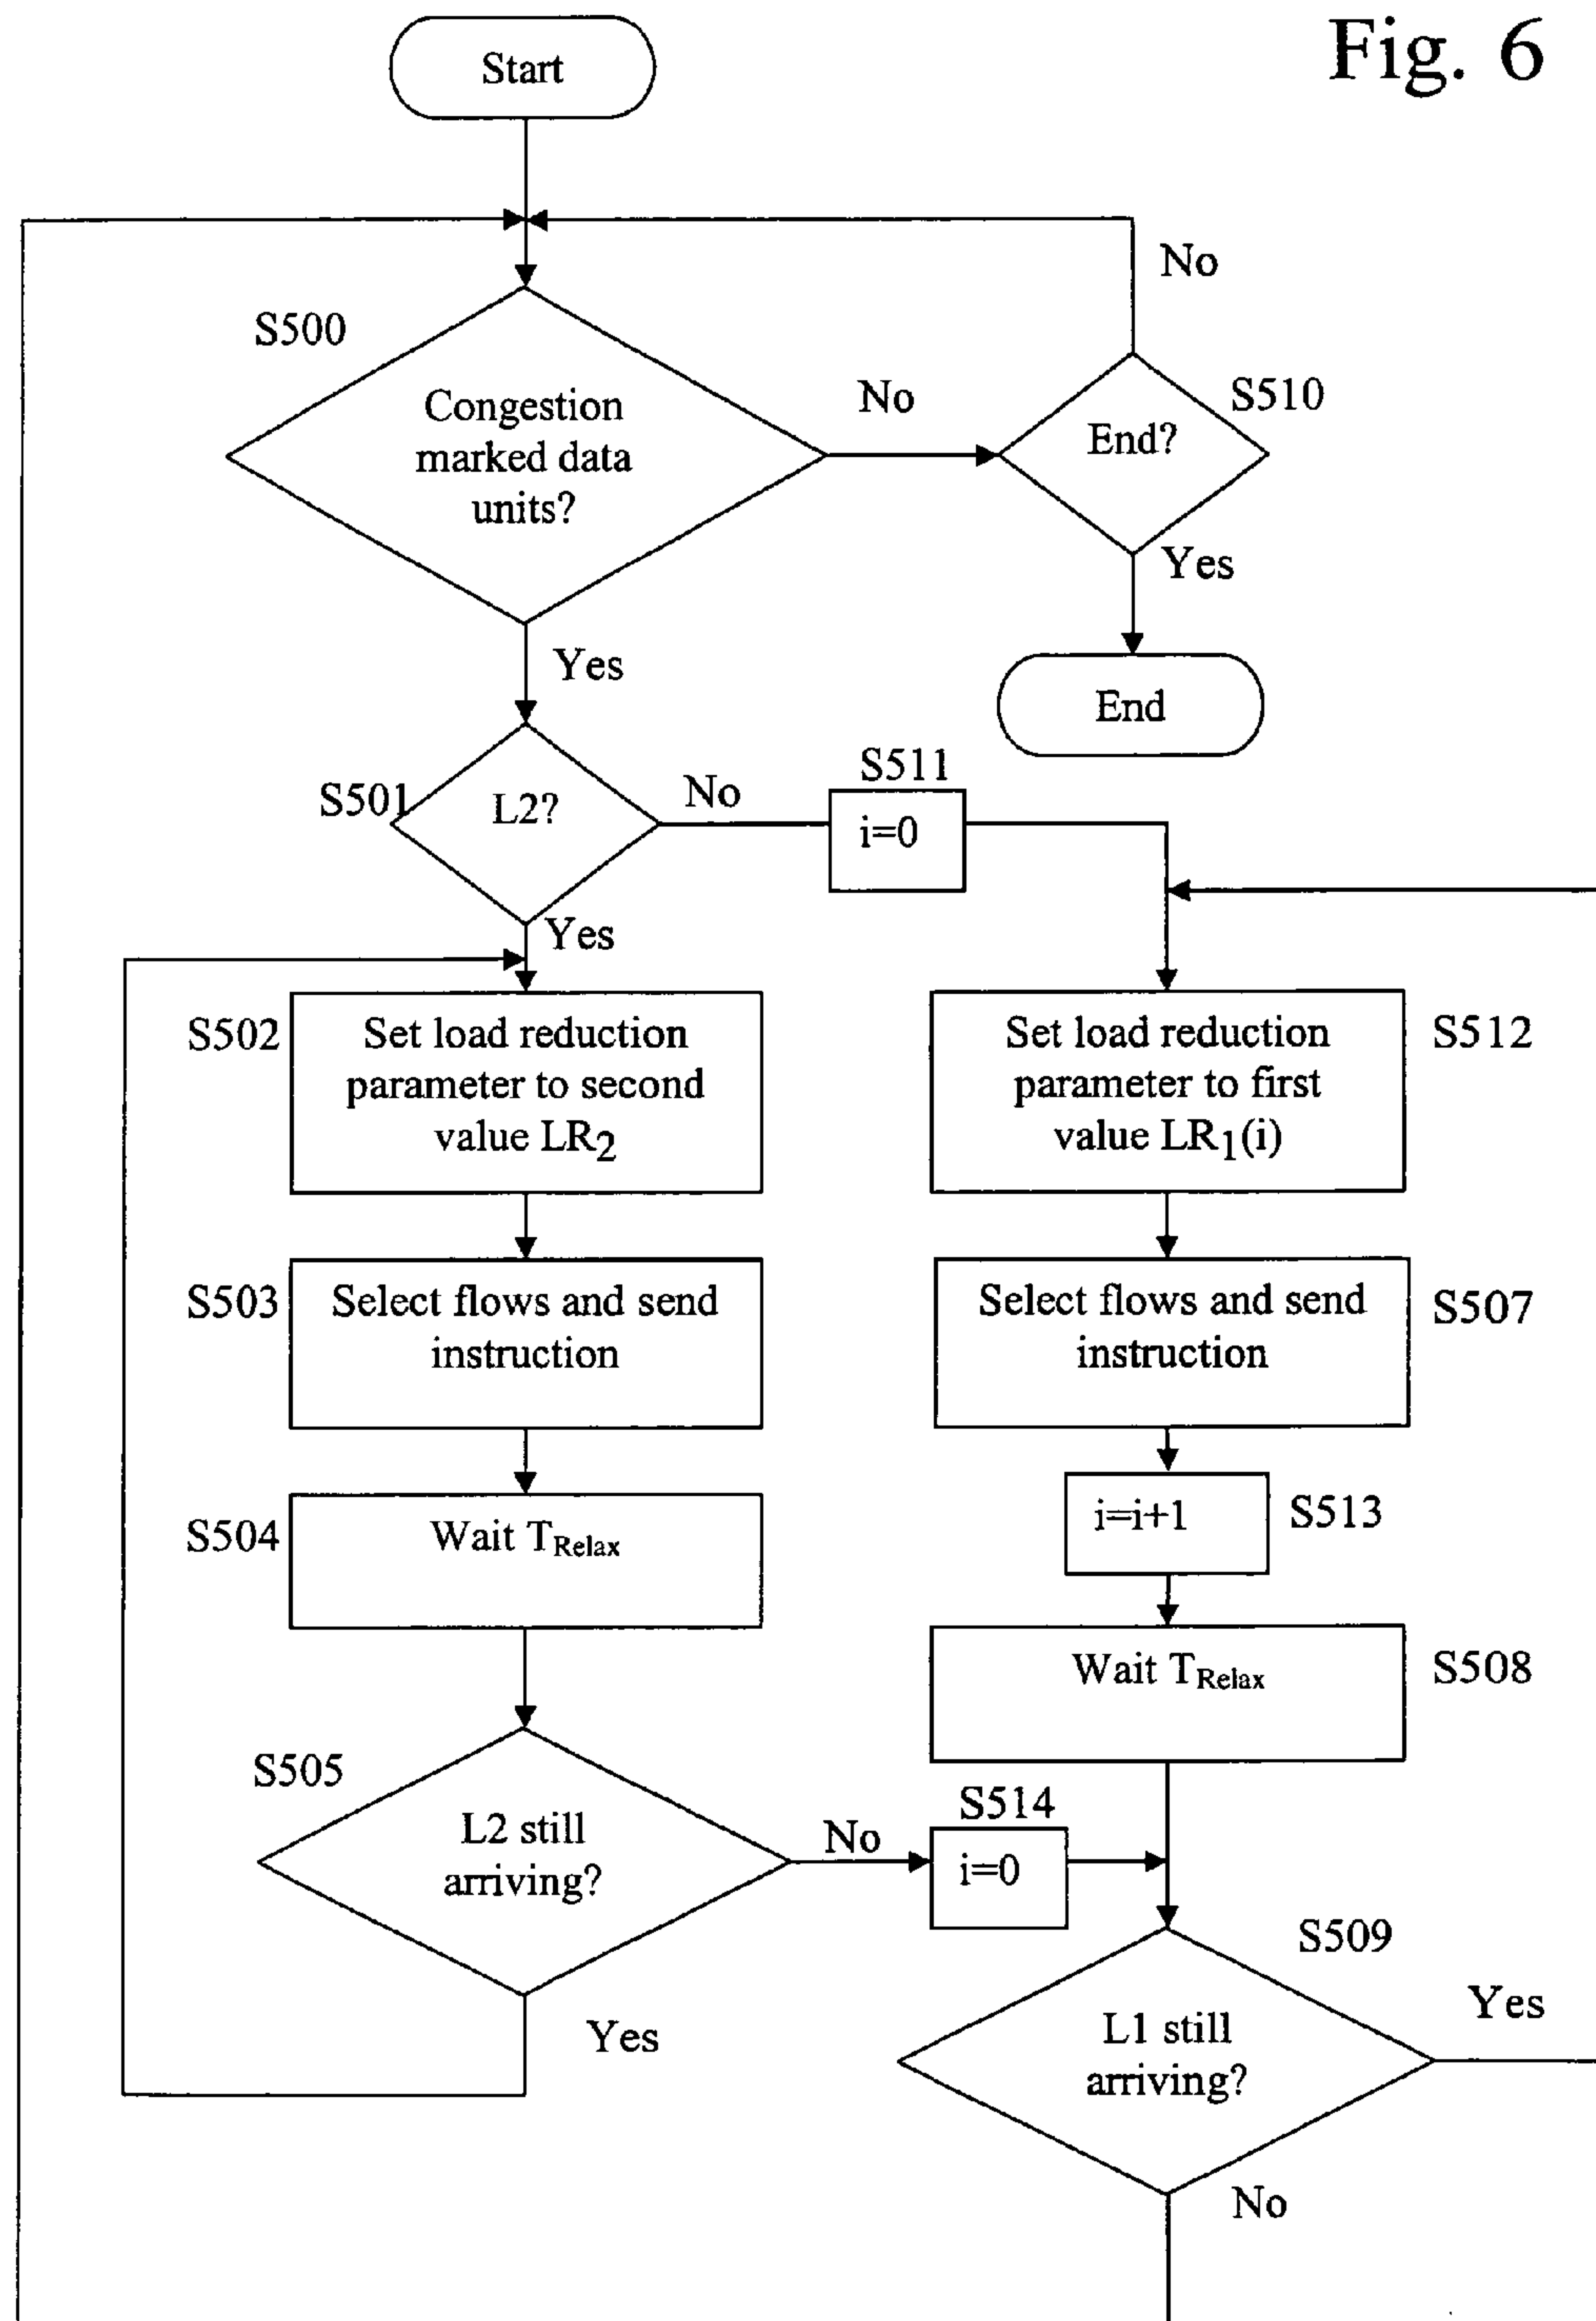 Fig. 6
Start
No
S500
Congestion
marked data
units?
No
S510
End?
Yes
Yes
End
S501
L2?
No
S511
i=0
Yes
S502
Set load reduction
parameter to second
value LR2
Set load reduction
parameter to first
value LR1(i)
S512
S503
Select flows and send
instruction
Select flows and send
instruction
S507
i=i+1
S513
S504
Wait TRelax
Wait TRelax
S508
S505
L2 still
arriving?
No
S514
i=0
S509
Yes
L1 still
arriving?
Yes
No